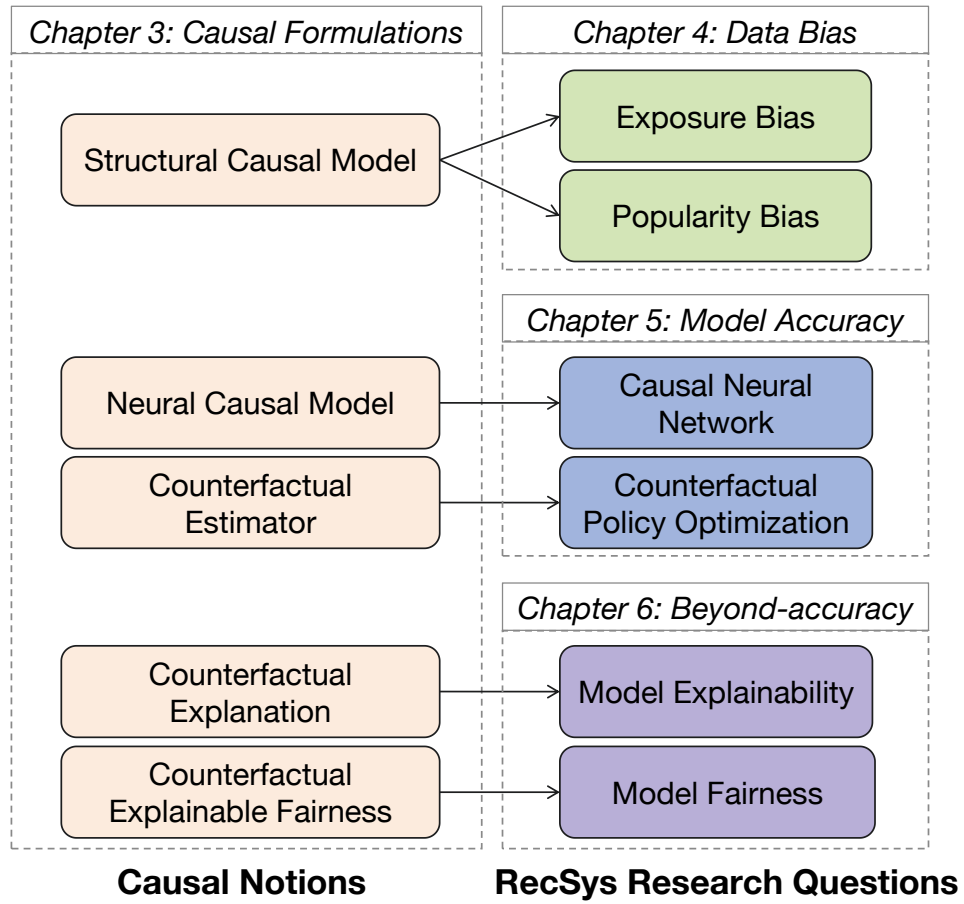 Chapter 3: Causal Formulations
Structural Causal Model
Neural Causal Model
Counterfactual
Estimator
Counterfactual
Explanation
Counterfactual
Explainable Fairness
Causal Notions
Chapter 4: Data Bias
Exposure Bias
Popularity Bias
Chapter 5: Model Accuracy
Causal Neural
Network
Counterfactual
Policy Optimization
Chapter 6: Beyond-accuracy
Model Explainability
Model Fairness
RecSys Research Questions